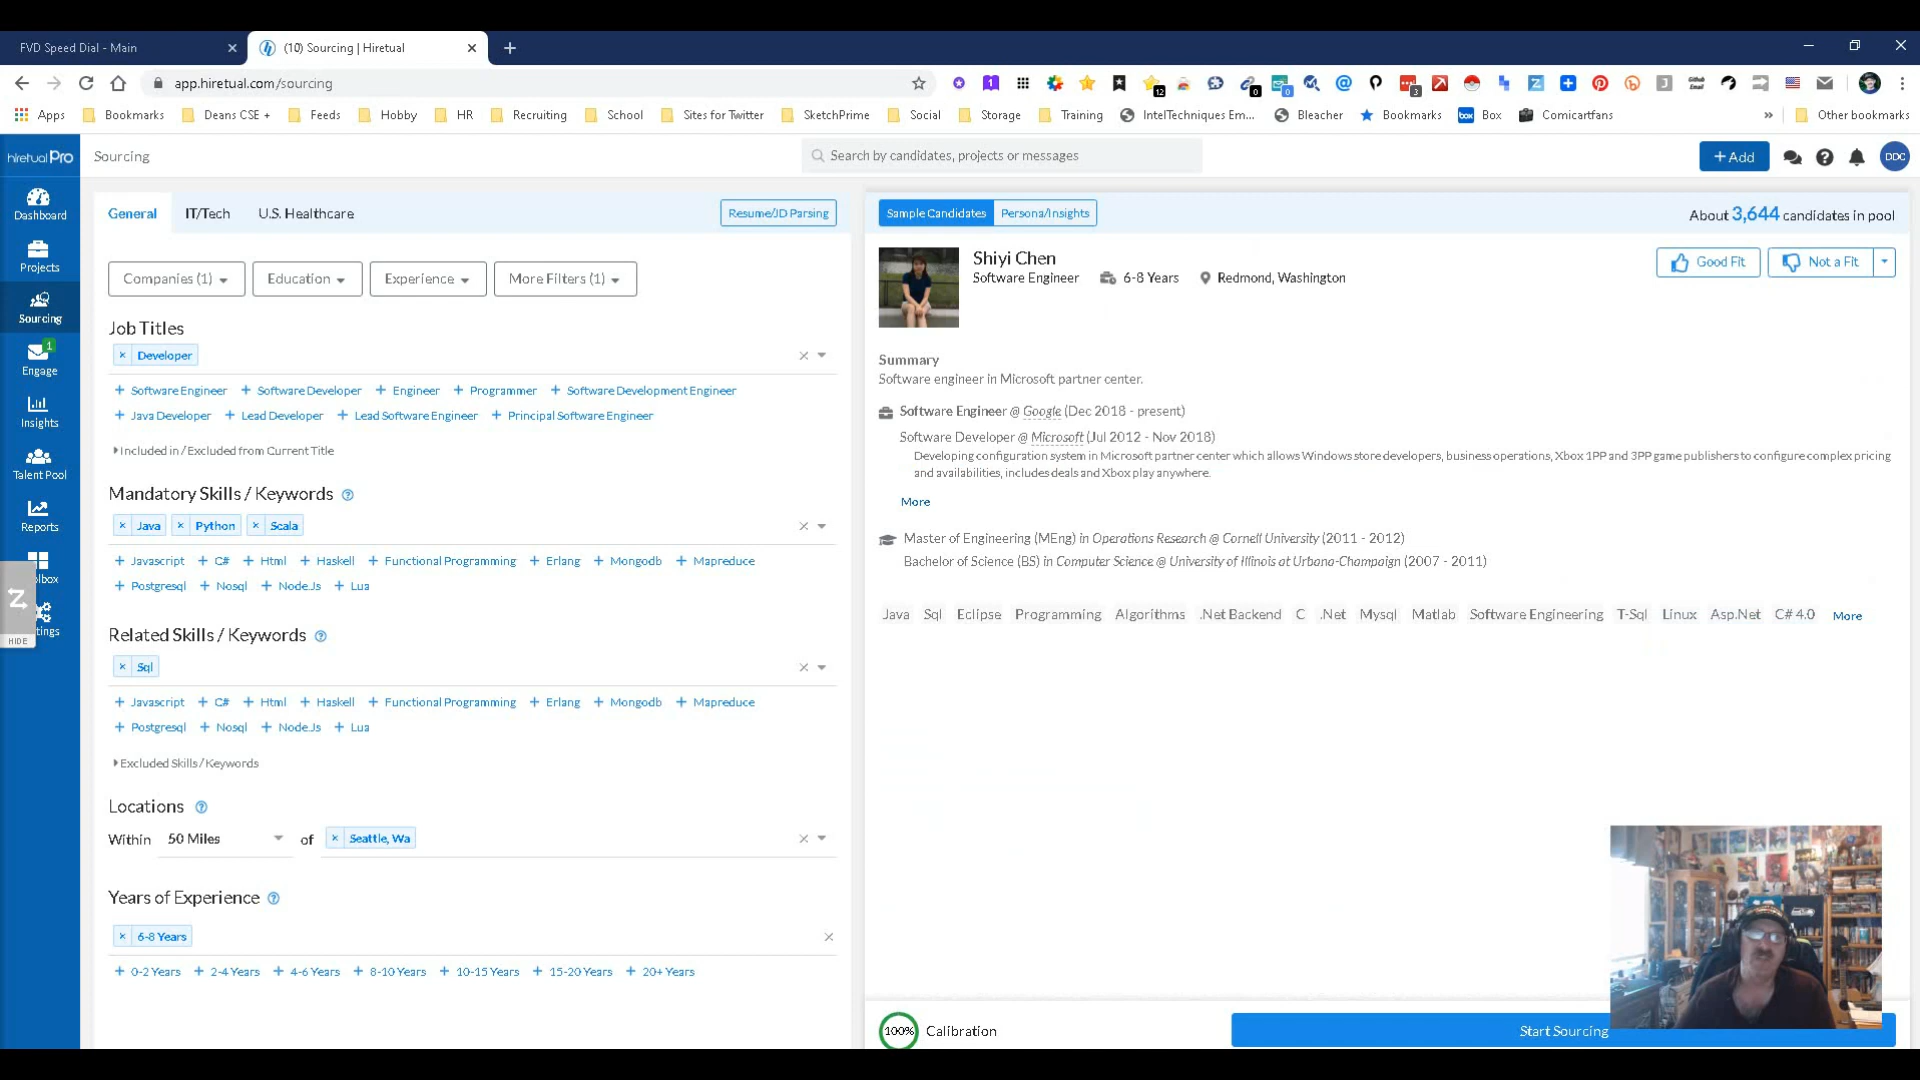 FVD Speed Dial - Main
(10) Sourcing | Hiretual
app.hiretual.com/sourcing
Apps Bookmarks Deans CSE + Feeds Hobby HR Recruiting School Sites for Twitter SketchPrime Social Storage Training IntelTechniques Em... Bleacher Bookmarks Box Comicartfans » Other bookmarks
hiretual Pro
Sourcing
Search by candidates, projects or messages
+ Add
DDC
Dashboard
Projects
Sourcing
1
Engage
Insights
Talent Pool
Reports
HIDE
General IT/Tech U.S. Healthcare
Resume/JD Parsing
Companies (1) Education Experience More Filters (1)
Job Titles
× Developer
+ Software Engineer + Software Developer + Engineer + Programmer + Software Development Engineer
+ Java Developer + Lead Developer + Lead Software Engineer + Principal Software Engineer
Included in / Excluded from Current Title
Mandatory Skills / Keywords
× Java × Python × Scala
+ Javascript + C# + Html + Haskell + Functional Programming + Erlang + Mongodb + Mapreduce
+ Postgresql + Nosql + Node.Js + Lua
Related Skills / Keywords
× Sql
+ Javascript + C# + Html + Haskell + Functional Programming + Erlang + Mongodb + Mapreduce
+ Postgresql + Nosql + Node.Js + Lua
Excluded Skills / Keywords
Locations
Within 50 Miles of × Seattle, Wa
Years of Experience
× 6-8 Years
+ 0-2 Years + 2-4 Years + 4-6 Years + 8-10 Years + 10-15 Years + 15-20 Years + 20+ Years
Sample Candidates Persona/Insights
About 3,644 candidates in pool
Shiyi Chen
Software Engineer 6-8 Years Redmond, Washington
Good Fit Not a Fit
Summary
Software engineer in Microsoft partner center.
Software Engineer @ Google (Dec 2018 - present)
Software Developer @ Microsoft (Jul 2012 - Nov 2018)
Developing configuration system in Microsoft partner center which allows Windows store developers, business operations, Xbox 1PP and 3PP game publishers to configure complex pricing
and availabilities, includes deals and Xbox play anywhere.
More
Master of Engineering (MEng) in Operations Research @ Cornell University (2011 - 2012)
Bachelor of Science (BS) in Computer Science @ University of Illinois at Urbana-Champaign (2007 - 2011)
Java Sql Eclipse Programming Algorithms .Net Backend C .Net Mysql Matlab Software Engineering T-Sql Linux Asp.Net C# 4.0 More
100% Calibration
Start Sourcing